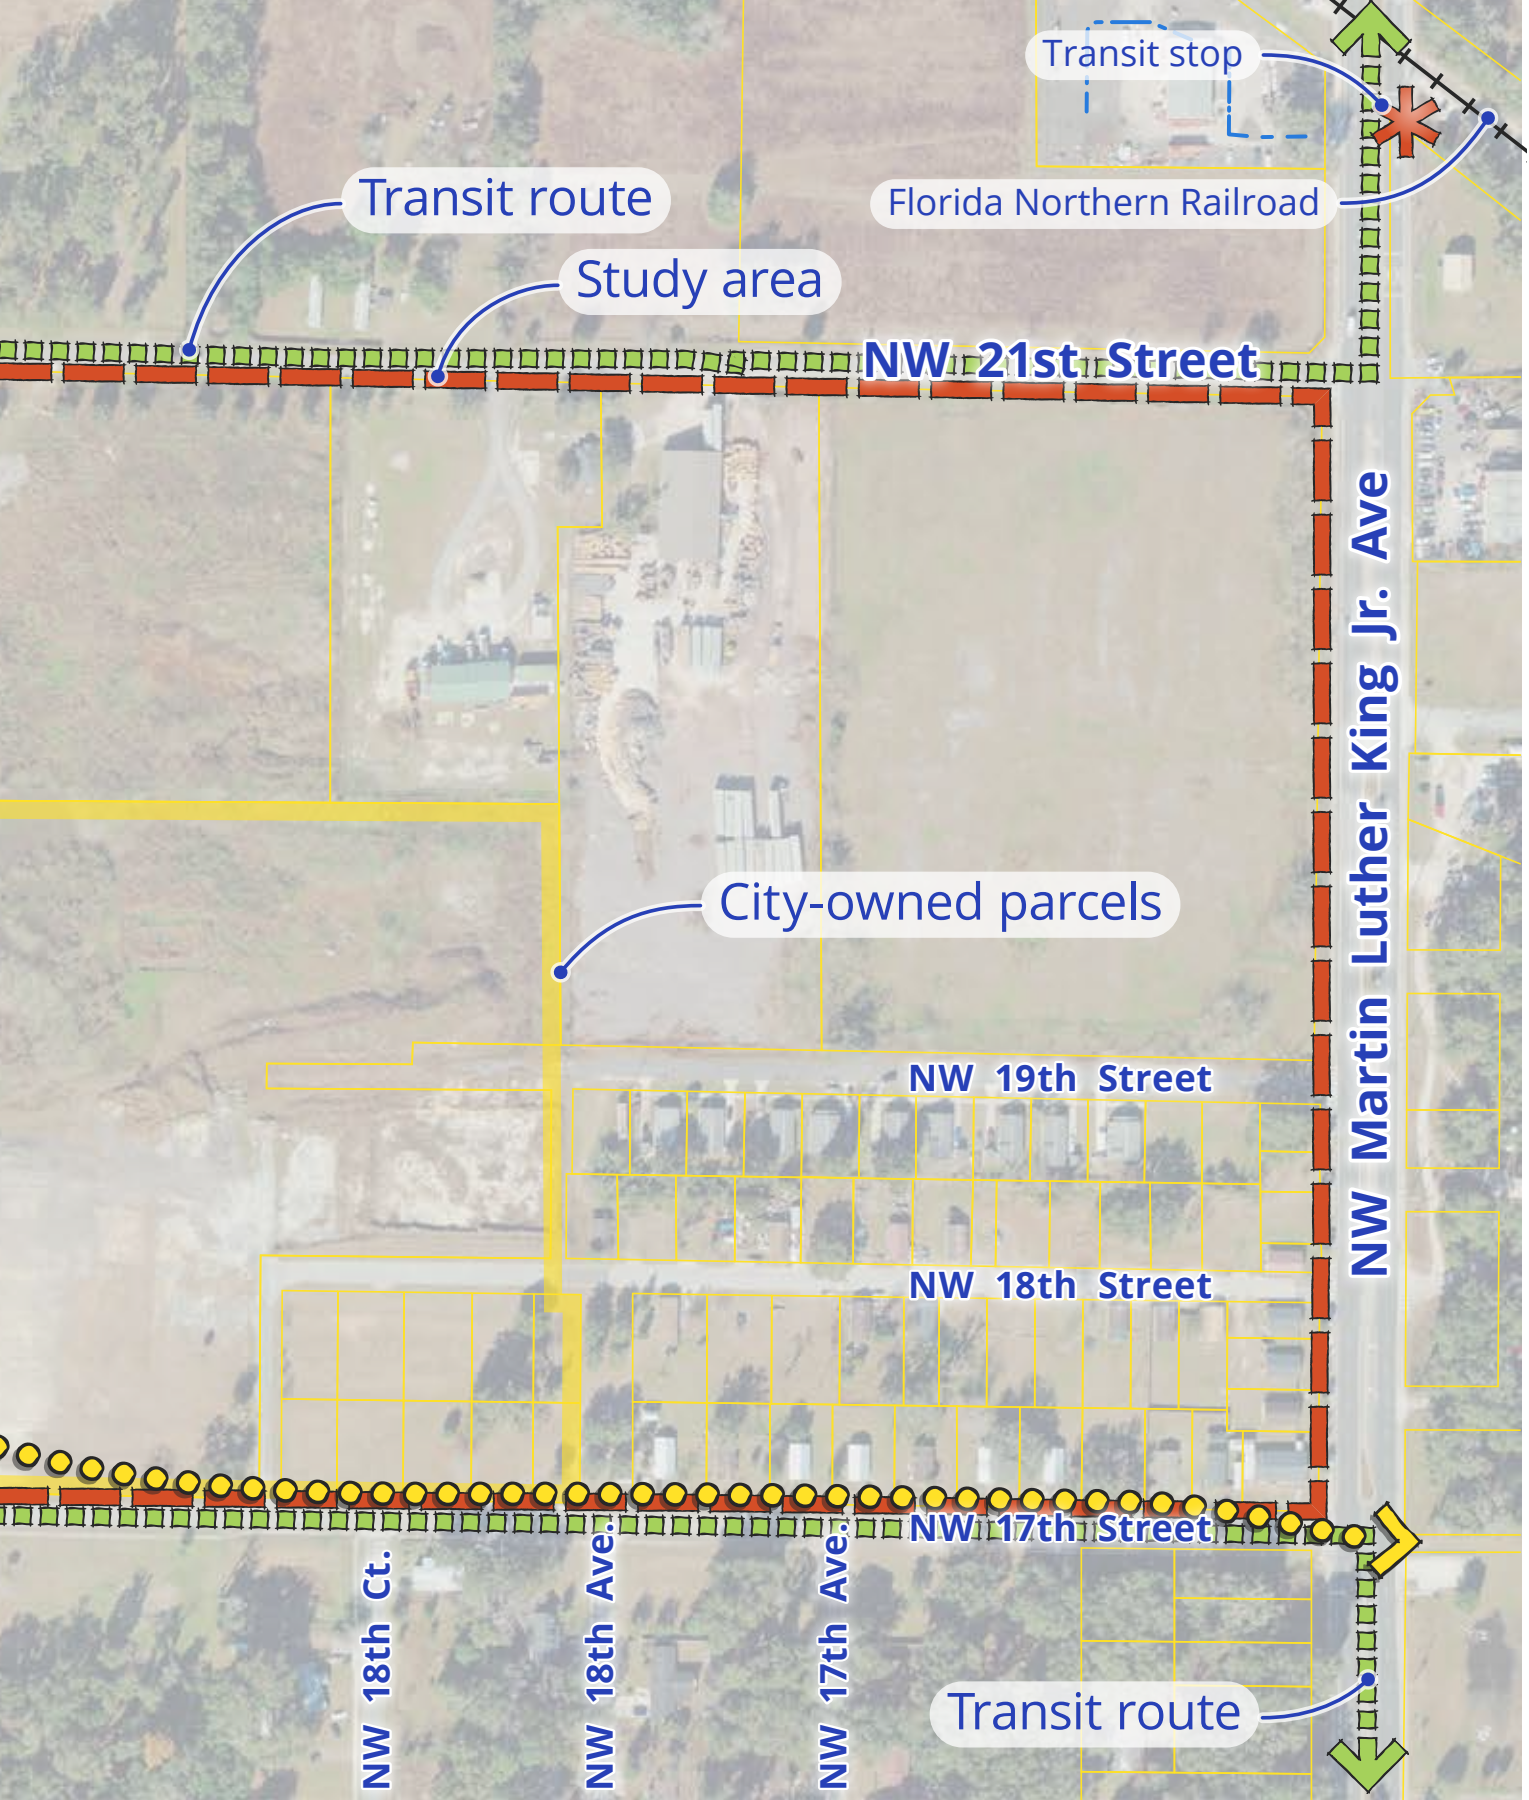 Transit stop
Transit route
Florida Northern Railroad
Study area
NW 21st Street
NW Martin Luther King Jr. Ave
City-owned parcels
NW 19th Street
NW 18th Street
NW 17th Street
NW 18th Ct.
NW 18th Ave.
NW 17th Ave.
Transit route